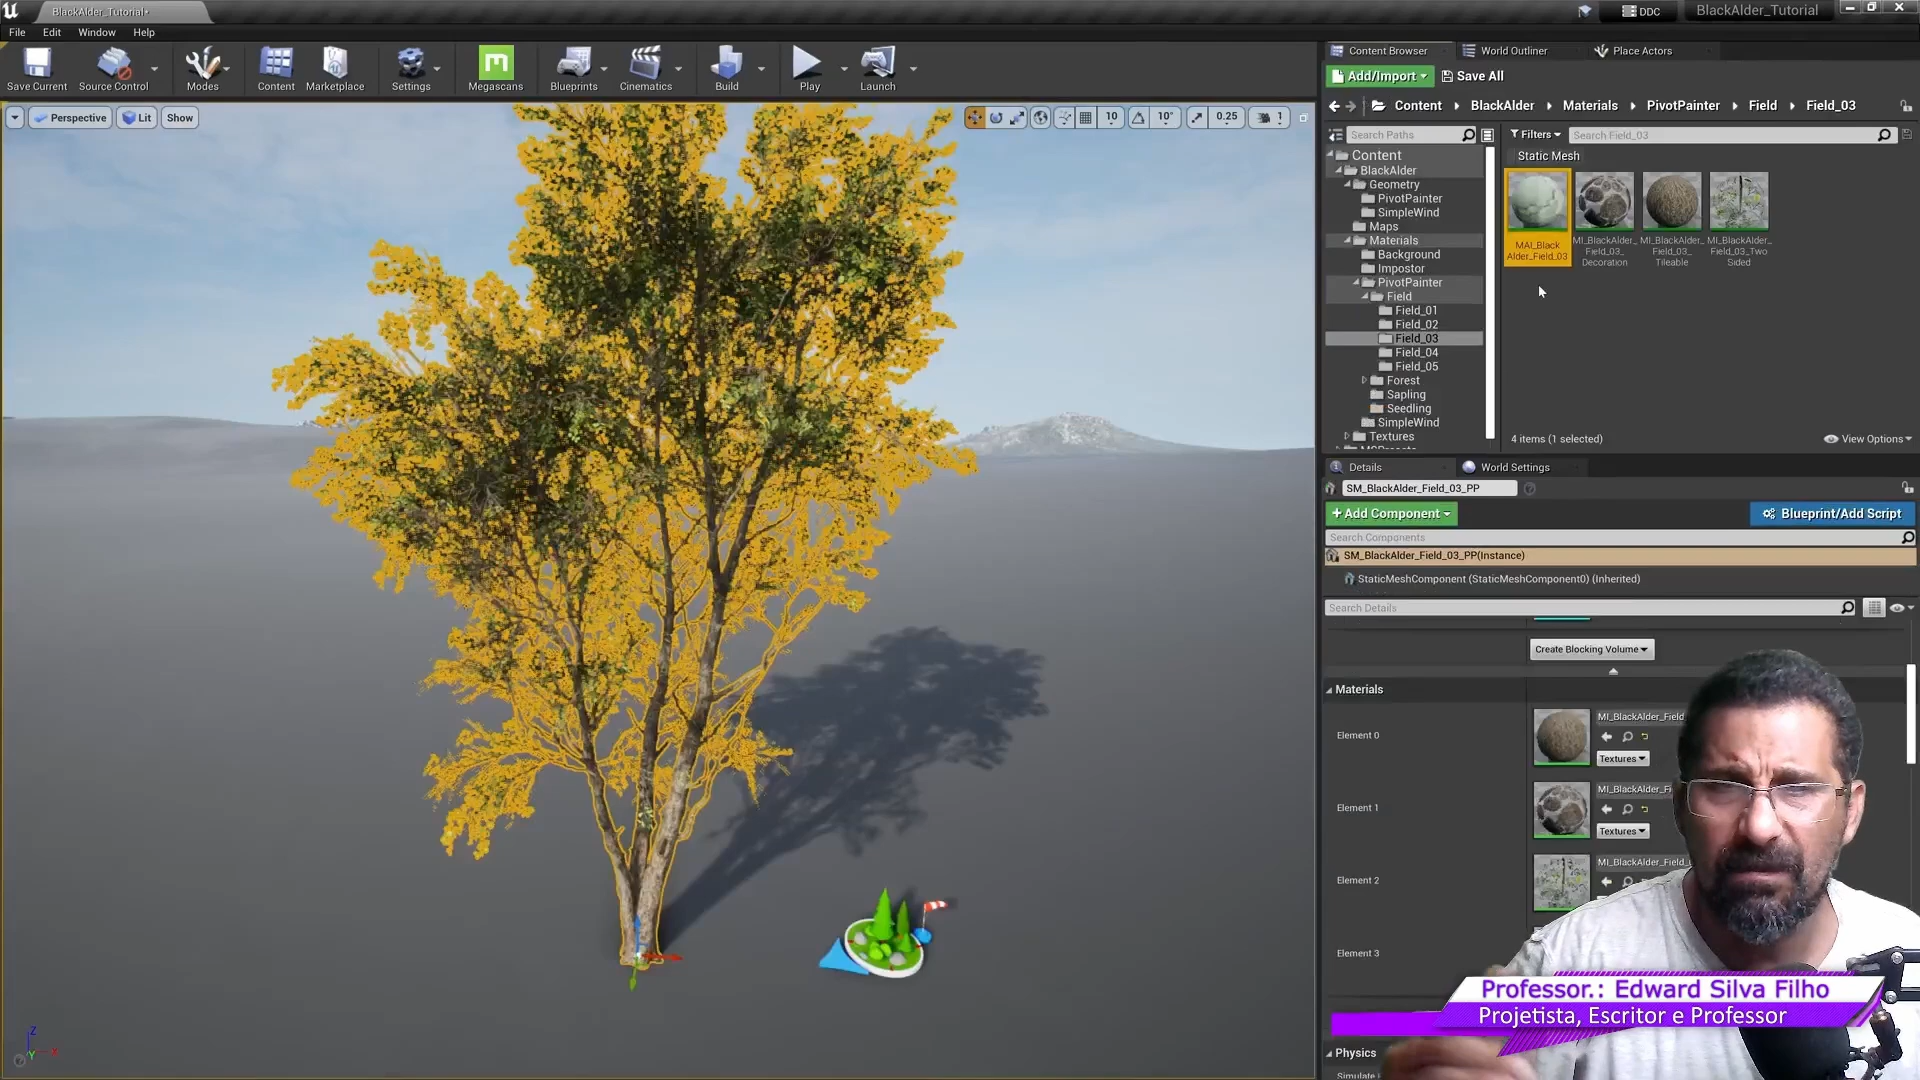 BlackAlder_Tutorial•
DDC
BlackAlder_Tutorial
File Edit Window Help
Save Current
Source Control
Modes
Content
Marketplace
Settings
Megascans
Blueprints
Cinematics
Build
Play
Launch
Perspective
Lit
Show
10
10°
0.25
1
Content Browser
World Outliner
Place Actors
Add/Import
Save All
Content
BlackAlder
Materials
PivotPainter
Field
Field_03
Search Paths
Content
BlackAlder
Geometry
PivotPainter
SimpleWind
Maps
Materials
Background
Impostor
PivotPainter
Field
Field_01
Field_02
Field_03
Field_04
Field_05
Forest
Sapling
Seedling
SimpleWind
Textures
Filters
Search Field_03
Static Mesh
MAI_Black
Alder_Field_03
MI_BlackAlder_
Field_03_
Decoration
MI_BlackAlder_
Field_03_
Tileable
MI_BlackAlder_
Field_03_Two
Sided
4 items (1 selected)
View Options
Details
World Settings
SM_BlackAlder_Field_03_PP
+ Add Component
Blueprint/Add Script
Search Components
SM_BlackAlder_Field_03_PP(Instance)
StaticMeshComponent (StaticMeshComponent0) (Inherited)
Search Details
Create Blocking Volume
Materials
Element 0
MI_BlackAlder_Field
Textures
Element 1
MI_BlackAlder_Fi
Textures
Element 2
MI_BlackAlder_Field_
Element 3
Professor.: Edward Silva Filho
Projetista, Escritor e Professor
Physics
Z
Y
X